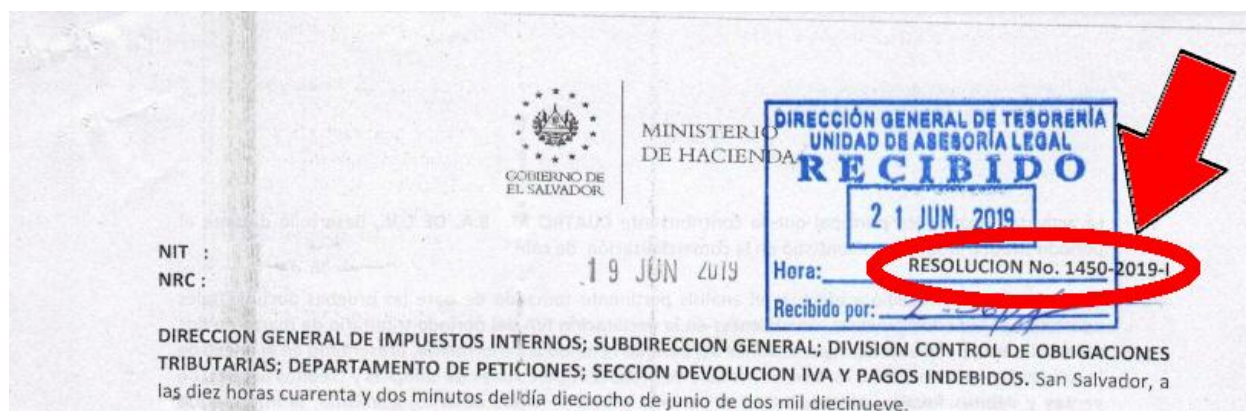 GOBIERNO DE
EL SALVADOR
MINISTERIO
DE HACIENDA
DIRECCIÓN GENERAL DE TESORERÍA
UNIDAD DE ASESORÍA LEGAL
RECIBIDO
21 JUN. 2019
Hora:
RESOLUCION No. 1450-2019-I
Recibido por:
NIT :
NRC :
19 JUN 2019
DIRECCION GENERAL DE IMPUESTOS INTERNOS; SUBDIRECCION GENERAL; DIVISION CONTROL DE OBLIGACIONES
TRIBUTARIAS; DEPARTAMENTO DE PETICIONES; SECCION DEVOLUCION IVA Y PAGOS INDEBIDOS. San Salvador, a
las diez horas cuarenta y dos minutos del día dieciocho de junio de dos mil diecinueve.